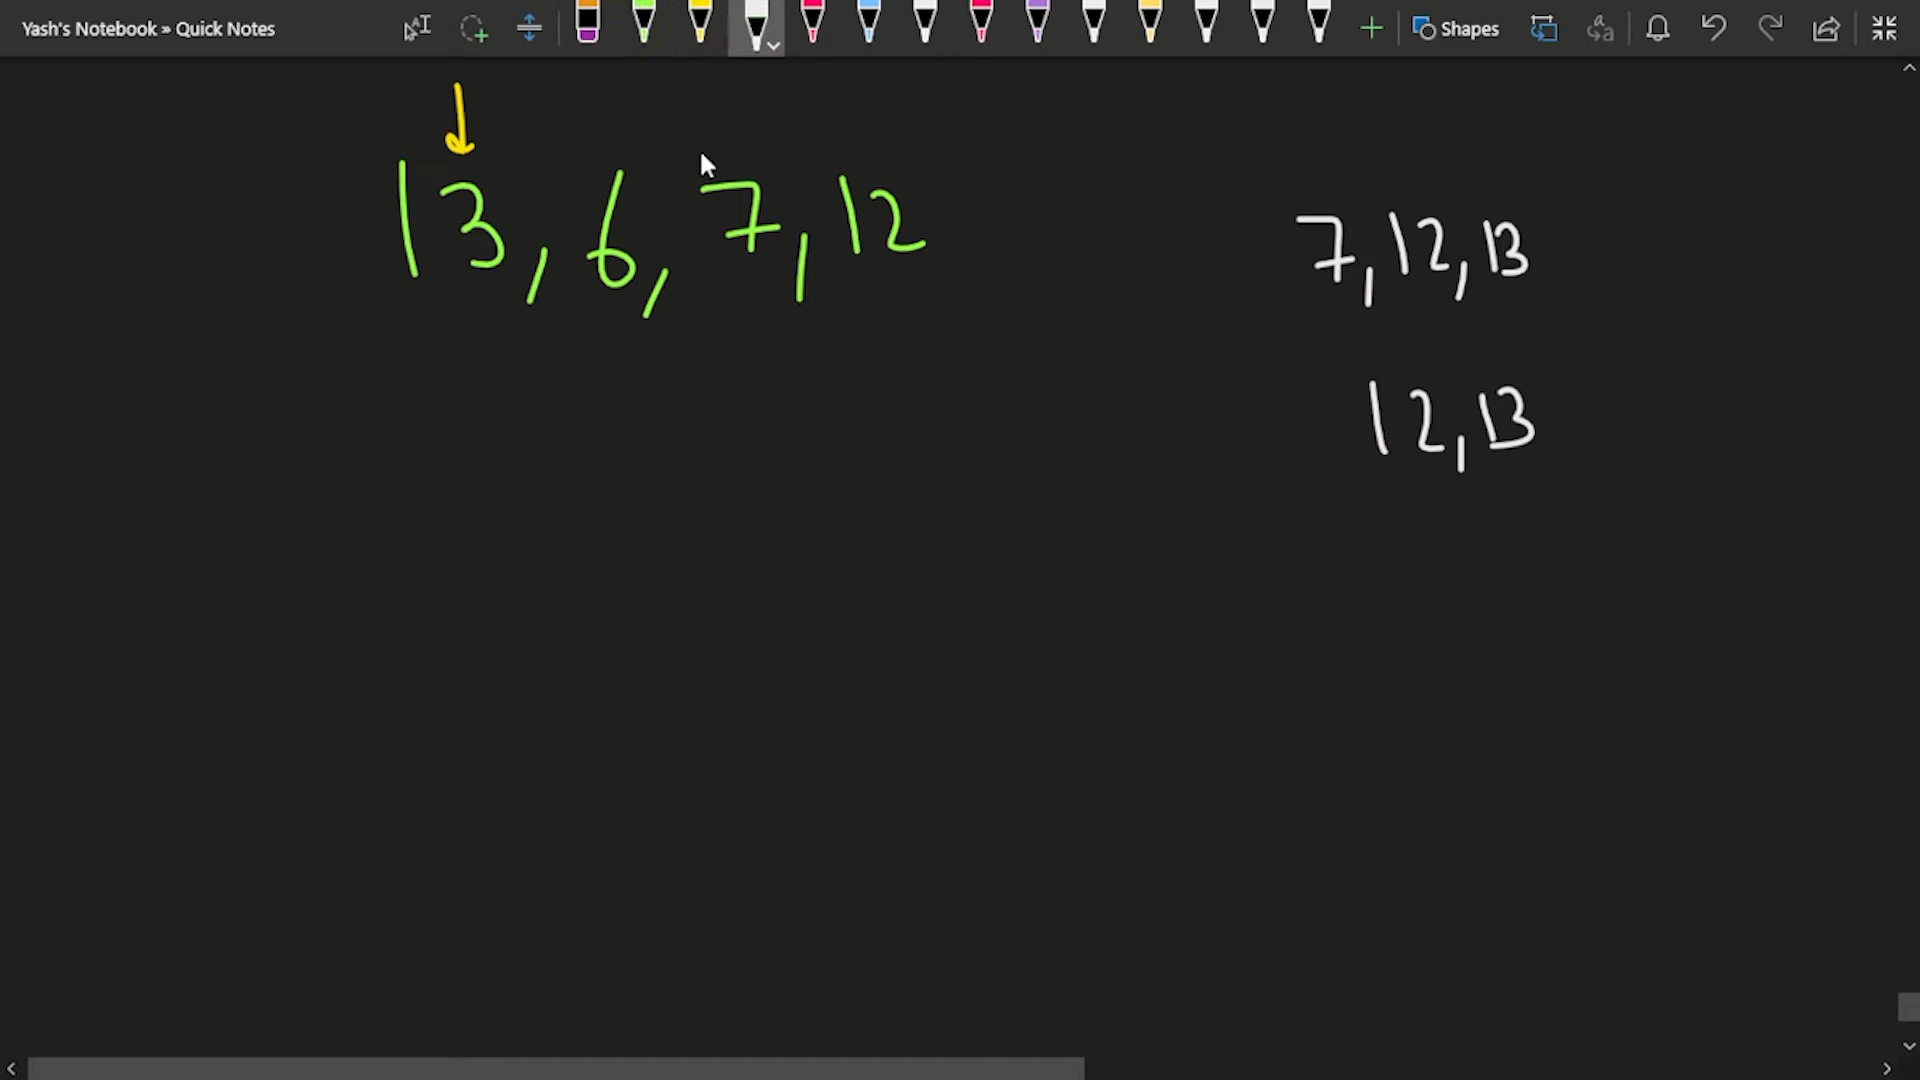 Yash's Notebook » Quick Notes
Shapes
13, 6, 7, 12
7, 12, 13
12, 13